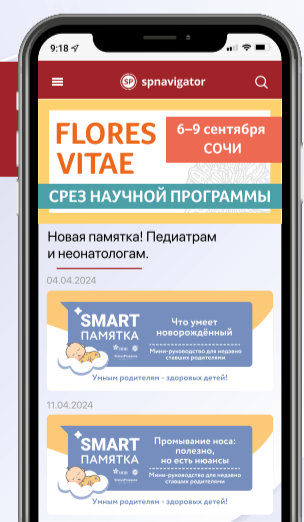 9:18
SP spnavigator
FLORES
VITAE
6–9 сентября
СОЧИ
СРЕЗ НАУЧНОЙ ПРОГРАММЫ
Новая памятка! Педиатрам
и неонатологам.
04.04.2024
SMART
ПАМЯТКА
Что умеет
новорождённый
Мини-руководство для недавно
ставших родителями
Умным родителям - здоровых детей!
11.04.2024
SMART
ПАМЯТКА
Промывание носа:
полезно,
но есть нюансы
Мини-руководство для недавно
ставших родителями
Умным родителям - здоровых детей!